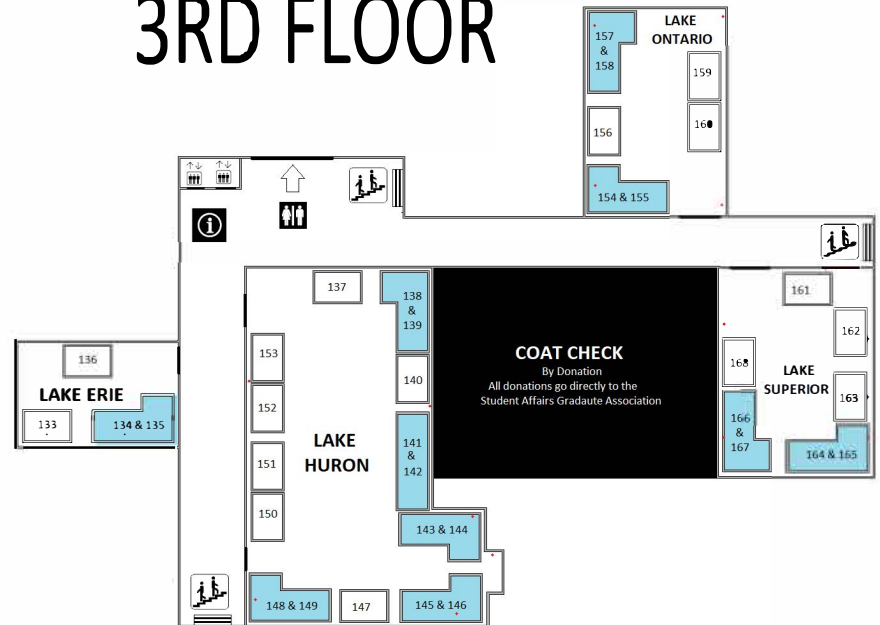 3RD FLOOR
LAKE
ONTARIO
157
&
158
159
156
160
154 & 155
137
138
&
139
161
153
162
136
COAT CHECK
By Donation
All donations go directly to the
Student Affairs Gradaute Association
168
LAKE
SUPERIOR
140
LAKE ERIE
152
163
133
134 & 135
LAKE
HURON
141
&
142
166
&
167
151
164 & 165
150
143 & 144
148 & 149
147
145 & 146